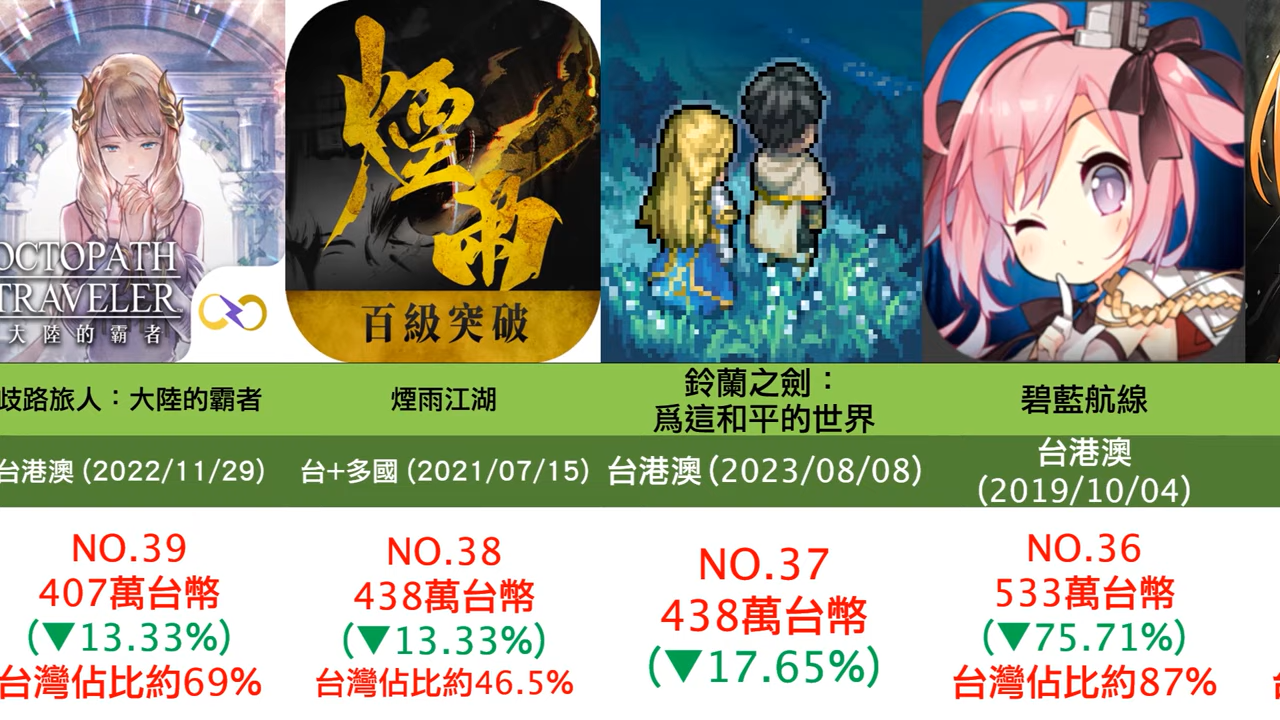 OCTOPATH
TRAVELER
大陸的霸者
煙雨
百級突破
歧路旅人：大陸的霸者
台港澳 (2022/11/29)
NO.39
407萬台幣
(▼13.33%)
台灣佔比約69%
煙雨江湖
台+多國 (2021/07/15)
NO.38
438萬台幣
(▼13.33%)
台灣佔比約46.5%
鈴蘭之劍：
爲這和平的世界
台港澳 (2023/08/08)
NO.37
438萬台幣
(▼17.65%)
碧藍航線
台港澳
(2019/10/04)
NO.36
533萬台幣
(▼75.71%)
台灣佔比約87%